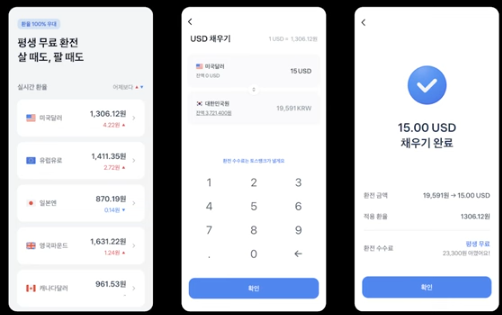 환율 100% 우대
평생 무료 환전
살 때도, 팔 때도
실시간 환율
어제보다 ▲ ▼
미국달러
1,306.12원
4.22원 ▲
유럽유로
1,411.35원
2.72원 ▲
일본엔
870.19원
0.14원 ▼
영국파운드
1,631.22원
1.24원 ▲
캐나다달러
961.53원
-
USD 채우기
1 USD = 1,306.12원
미국달러
잔액 0 USD
15 USD
대한민국원
잔액 3,721,400원
19,591 KRW
환전 수수료는 토스뱅크가 낼게요
1 2 3
4 5 6
7 8 9
. 0 ←
확인
15.00 USD
채우기 완료
환전 금액
19,591원 → 15.00 USD
적용 환율
1306.12원
환전 수수료
평생 무료
23,300원 아꼈어요!
확인